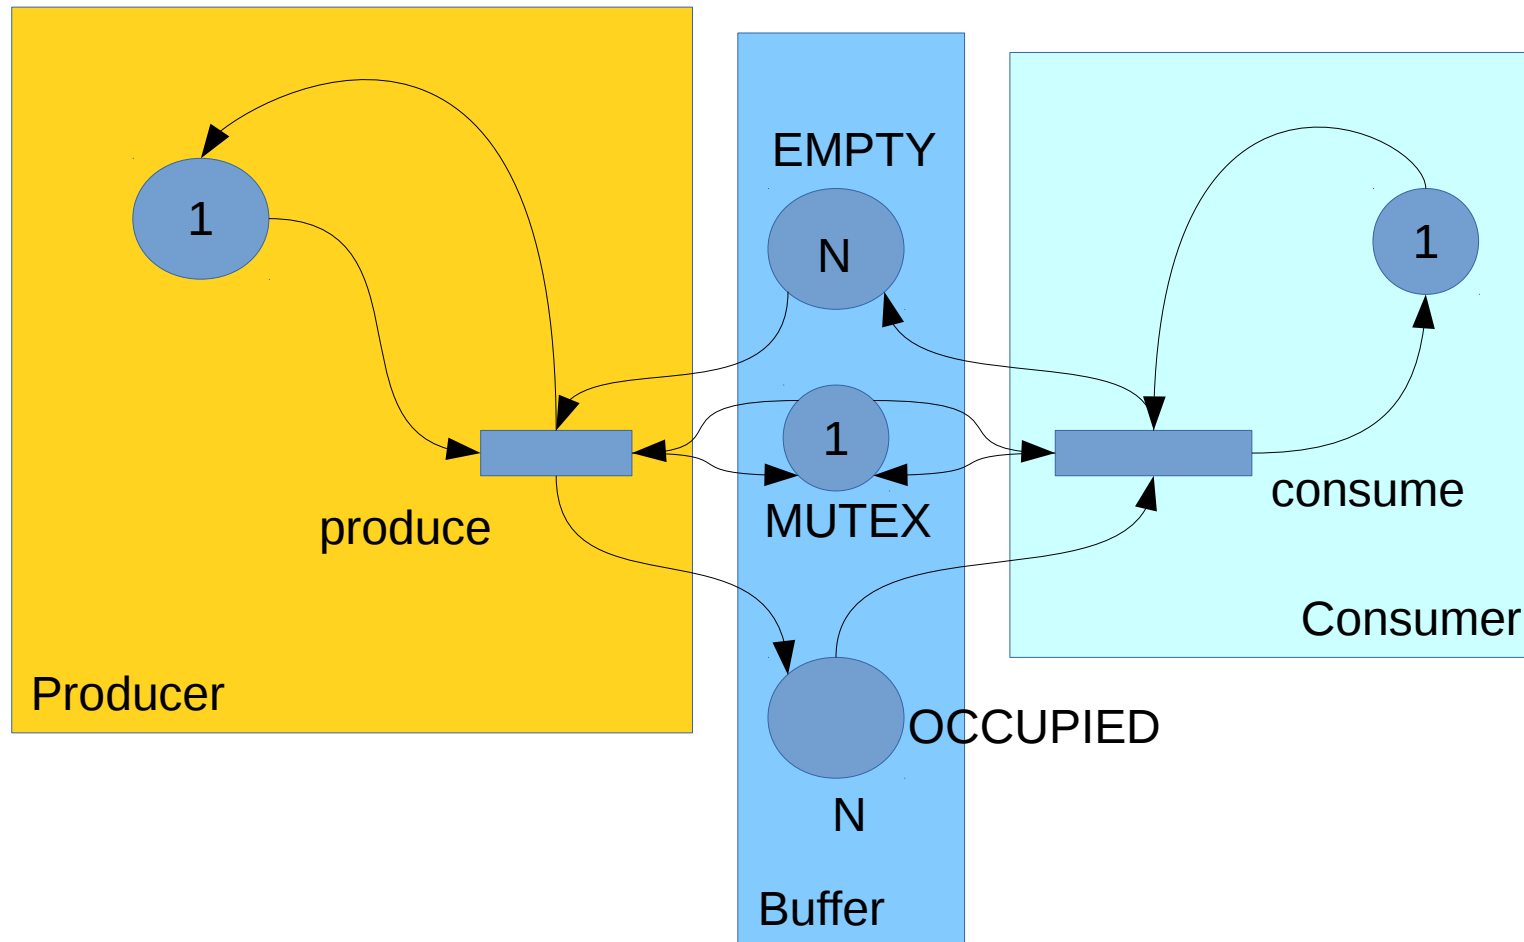 1
produce
Producer
EMPTY
N
1
MUTEX
OCCUPIED
N
Buffer
1
consume
Consumer